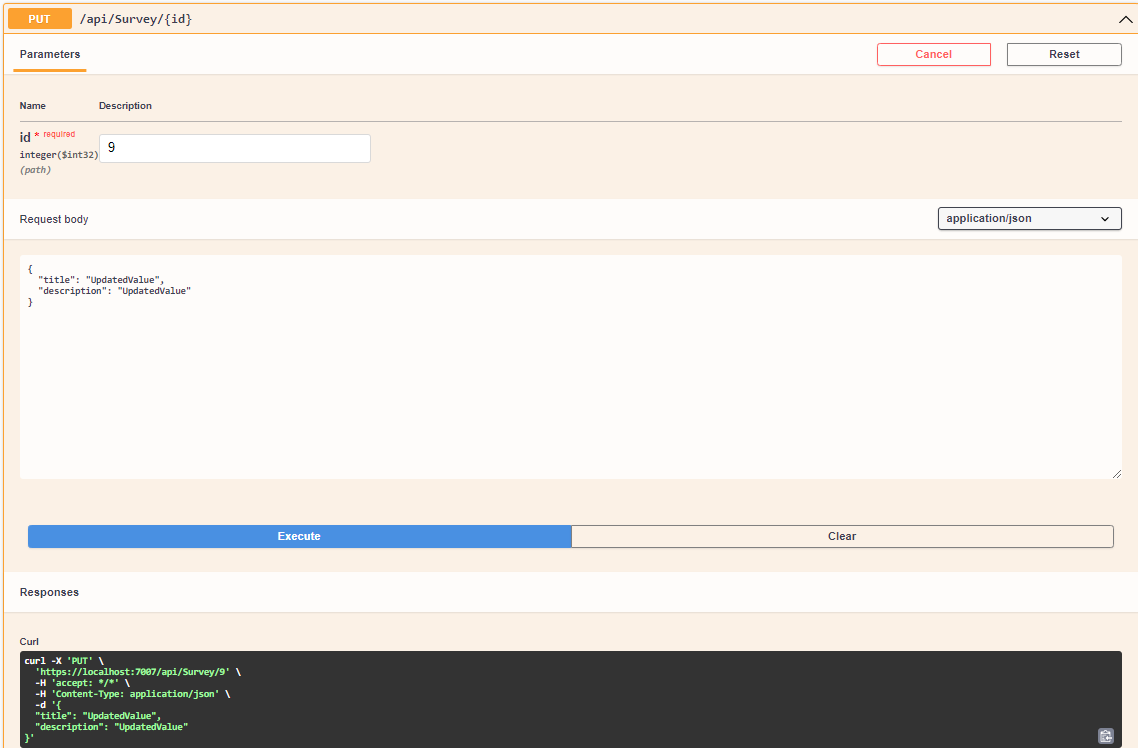 PUT /api/Survey/{id}
Parameters
Cancel
Reset
Name Description
id * required
integer($int32)
(path)
9
Request body
application/json
{
  "title": "UpdatedValue",
  "description": "UpdatedValue"
}
Execute
Clear
Responses
Curl
curl -X 'PUT' \
  'https://localhost:7007/api/Survey/9' \
  -H 'accept: */*' \
  -H 'Content-Type: application/json' \
  -d '{
  "title": "UpdatedValue",
  "description": "UpdatedValue"
}'